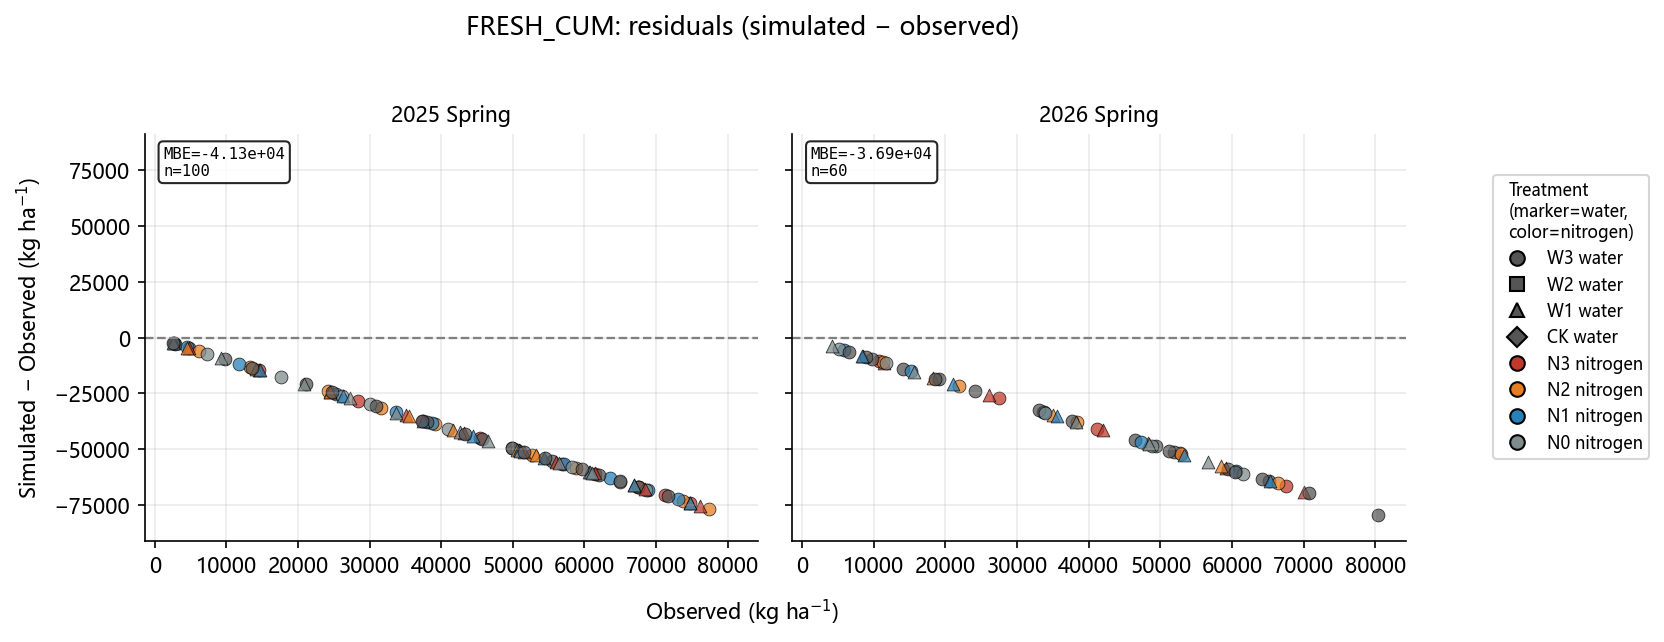 FRESH_CUM: residuals (simulated − observed)
2025 Spring
2026 Spring
MBE=-4.13e+04
n=100
MBE=-3.69e+04
n=60
75000
50000
25000
0
−25000
−50000
−75000
Simulated − Observed (kg ha⁻¹)
0 10000 20000 30000 40000 50000 60000 70000 80000
0 10000 20000 30000 40000 50000 60000 70000 80000
Observed (kg ha⁻¹)
Treatment
(marker=water,
color=nitrogen)
W3 water
W2 water
W1 water
CK water
N3 nitrogen
N2 nitrogen
N1 nitrogen
N0 nitrogen